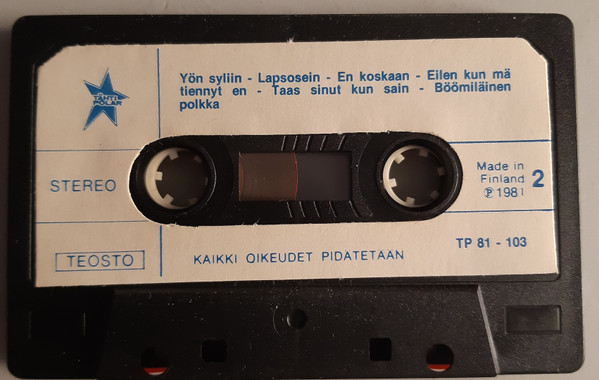 TÄHTI
POLAR
Yön syliin - Lapsosein - En koskaan - Eilen kun mä
tiennyt en - Taas sinut kun sain - Böömiläinen
polkka
STEREO
Made in
Finland
℗ 1981
2
TEOSTO
KAIKKI OIKEUDET PIDÄTETÄÄN
TP 81 - 103